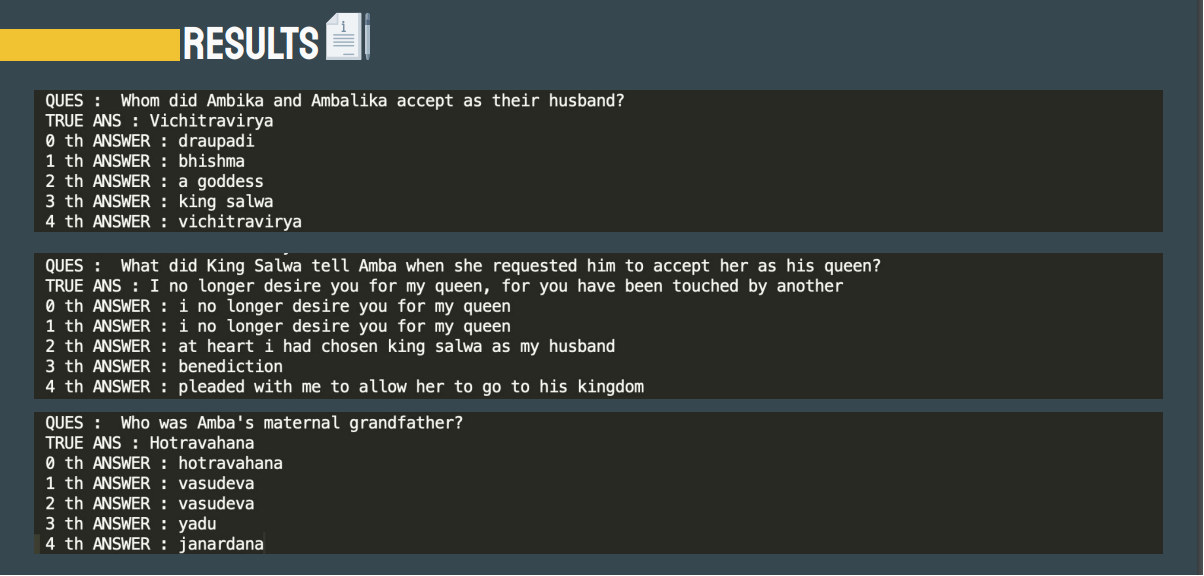 RESULTS
QUES :  Whom did Ambika and Ambalika accept as their husband?
TRUE ANS : Vichitravirya
0 th ANSWER : draupadi
1 th ANSWER : bhishma
2 th ANSWER : a goddess
3 th ANSWER : king salwa
4 th ANSWER : vichitravirya
QUES :  What did King Salwa tell Amba when she requested him to accept her as his queen?
TRUE ANS : I no longer desire you for my queen, for you have been touched by another
0 th ANSWER : i no longer desire you for my queen
1 th ANSWER : i no longer desire you for my queen
2 th ANSWER : at heart i had chosen king salwa as my husband
3 th ANSWER : benediction
4 th ANSWER : pleaded with me to allow her to go to his kingdom
QUES :  Who was Amba's maternal grandfather?
TRUE ANS : Hotravahana
0 th ANSWER : hotravahana
1 th ANSWER : vasudeva
2 th ANSWER : vasudeva
3 th ANSWER : yadu
4 th ANSWER : janardana